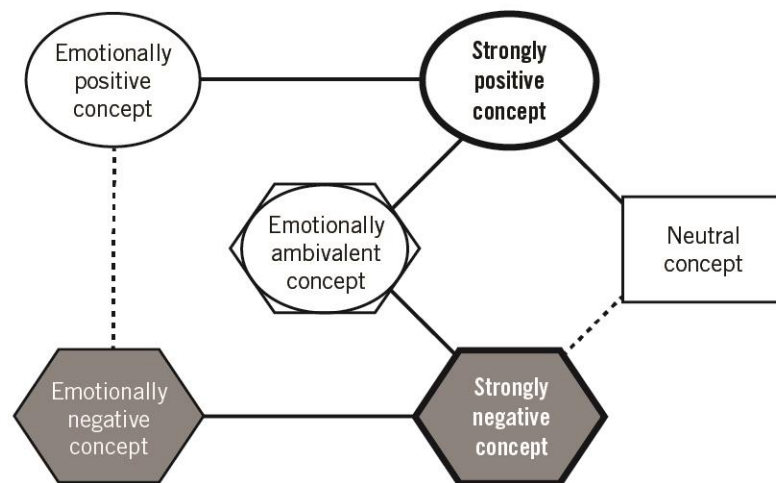 Emotionally
positive
concept
Strongly
positive
concept
Emotionally
ambivalent
concept
Neutral
concept
Emotionally
negative
concept
Strongly
negative
concept